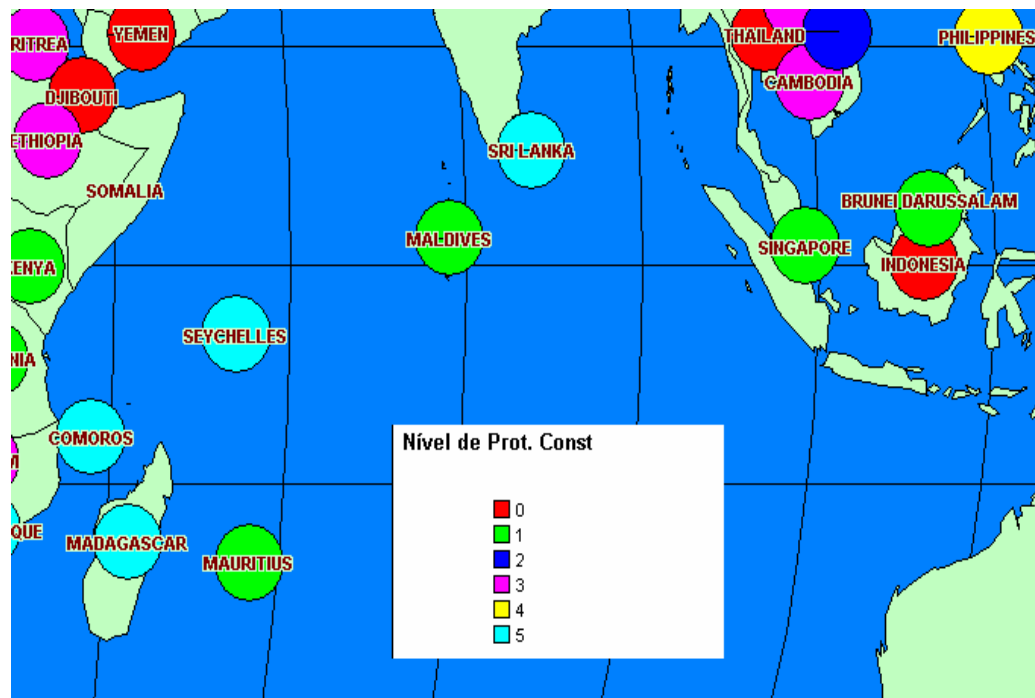 YEMEN
THAILAND
PHILIPPINES
RITREA
CAMBODIA
DJIBOUTI
ETHIOPIA
SRI LANKA
SOMALIA
BRUNEI DARUSSALAM
MALDIVES
SINGAPORE
KENYA
INDONESIA
SEYCHELLES
NIA
COMOROS
Nível de Prot. Const
M
0
QUE
1
MADAGASCAR
2
MAURITIUS
3
4
5